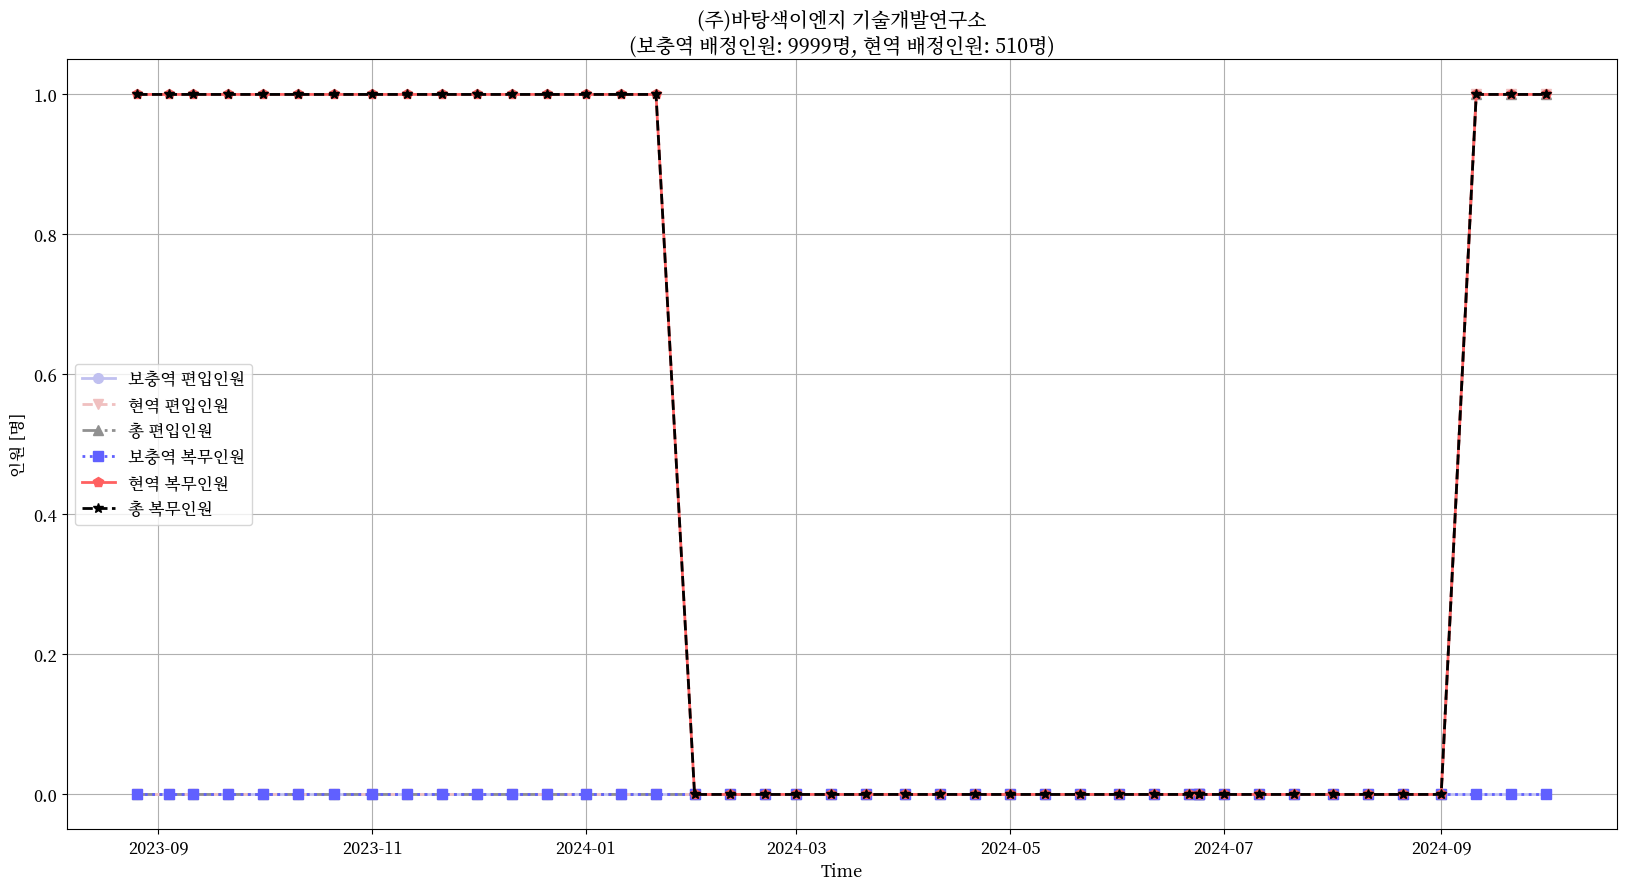 (주)바탕색이엔지 기술개발연구소
(보충역 배정인원: 9999명, 현역 배정인원: 510명)
1.0
0.8
0.6
0.4
0.2
0.0
인원 [명]
보충역 편입인원
현역 편입인원
총 편입인원
보충역 복무인원
현역 복무인원
총 복무인원
2023-09
2023-11
2024-01
2024-03
2024-05
2024-07
2024-09
Time